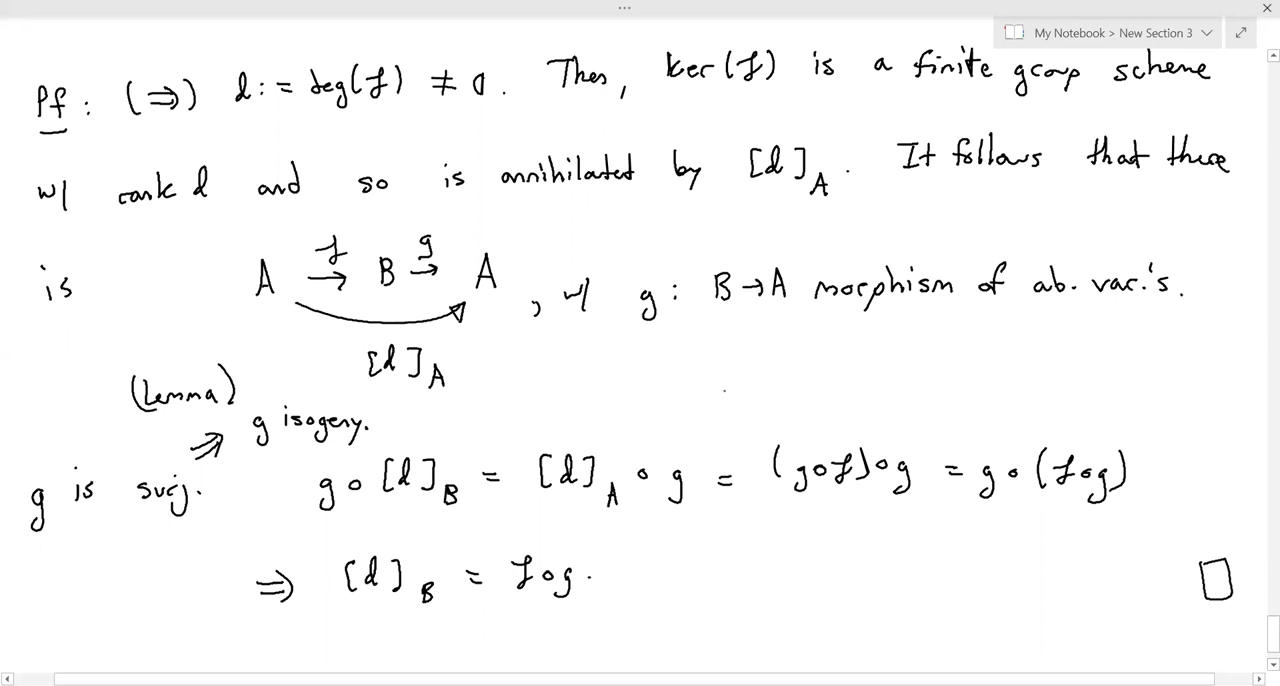 My Notebook > New Section 3
Pf: (⇒) d := deg(f) ≠ 0. Then, ker(f) is a finite group scheme
w/ rank d and so is annihilated by [d]_A. It follows that there
is A →^f B →^g A, w/ g: B → A morphism of ab. var.'s.
[d]_A
(Lemma)
⇒ g isogeny.
g is surj. g∘[d]_B = [d]_A ∘ g = (g∘f)∘g = g∘(f∘g)
⇒ [d]_B = f∘g. □